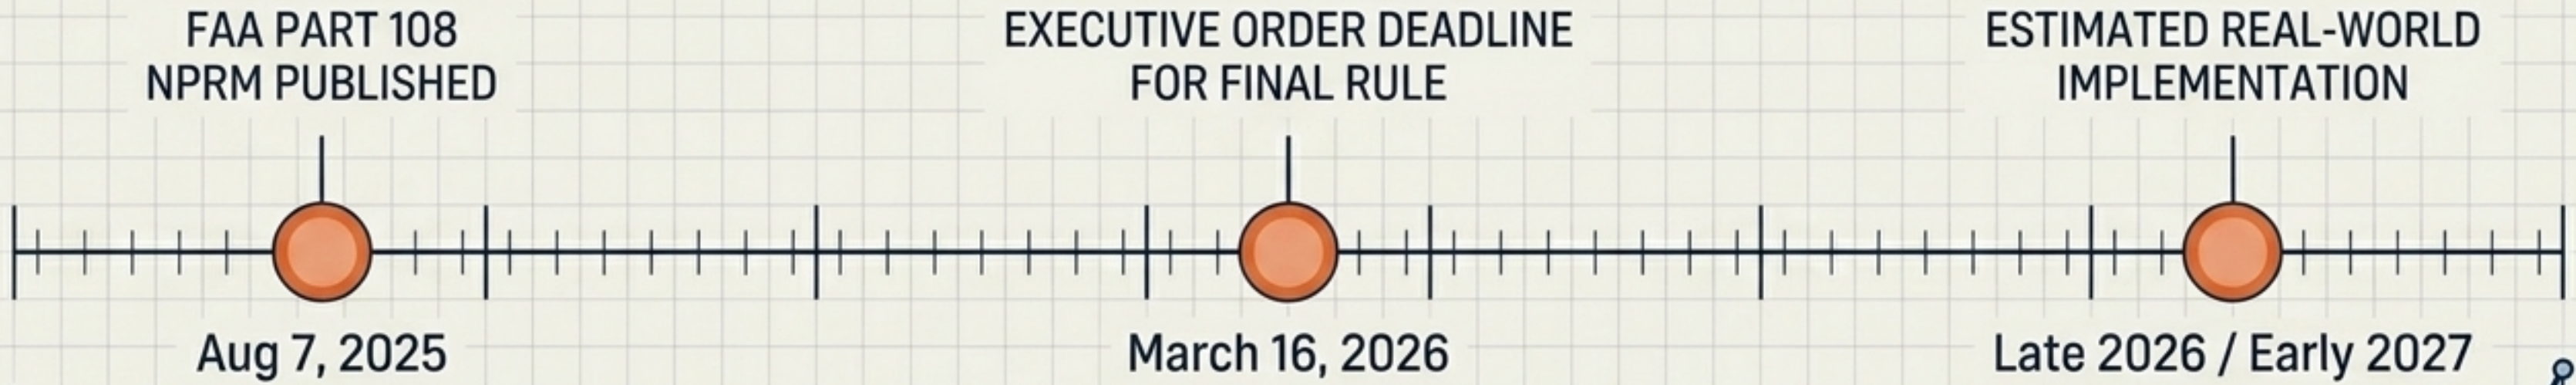 FAA PART 108
NPRM PUBLISHED
Aug 7, 2025
EXECUTIVE ORDER DEADLINE
FOR FINAL RULE
March 16, 2026
ESTIMATED REAL-WORLD
IMPLEMENTATION
Late 2026 / Early 2027